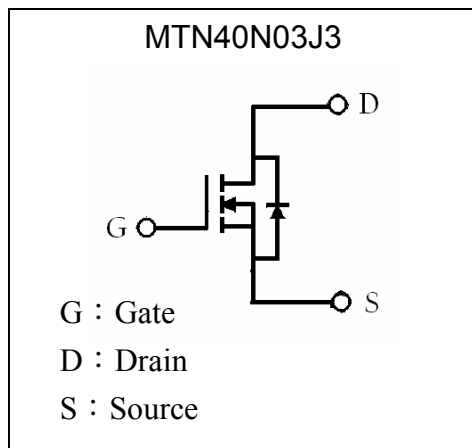 MTN40N03J3
D
G
S
G：Gate
D：Drain
S：Source